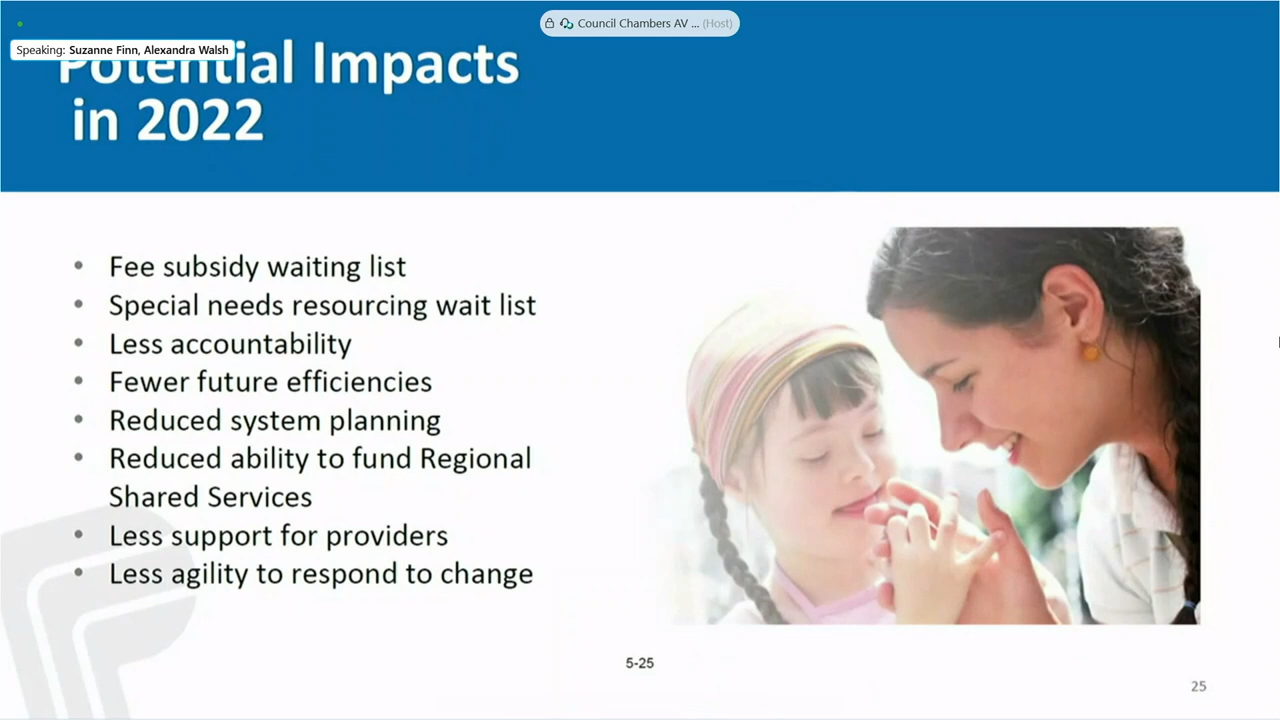 Council Chambers AV ... (Host)
Speaking: Suzanne Finn, Alexandra Walsh
Potential Impacts
in 2022
• Fee subsidy waiting list
• Special needs resourcing wait list
• Less accountability
• Fewer future efficiencies
• Reduced system planning
• Reduced ability to fund Regional
Shared Services
• Less support for providers
• Less agility to respond to change
5-25
25